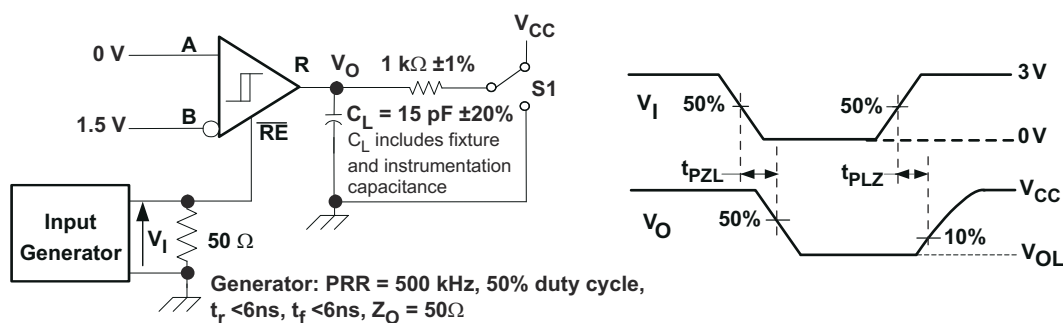 0 V
A
1.5 V
B
R
RE
V_O
1 kΩ ±1%
V_CC
S1
C_L = 15 pF ±20%
C_L includes fixture
and instrumentation
capacitance
Input
Generator
V_I
50 Ω
Generator: PRR = 500 kHz, 50% duty cycle,
t_r <6ns, t_f <6ns, Z_O = 50Ω
V_I
50%
50%
3 V
0 V
t_PZL
t_PLZ
V_O
50%
10%
V_CC
V_OL